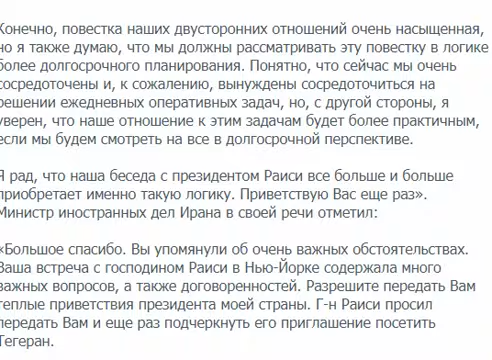 Конечно, повестка наших двусторонних отношений очень насыщенная,
но я также думаю, что мы должны рассматривать эту повестку в логике
более долгосрочного планирования. Понятно, что сейчас мы очень
сосредоточены и, к сожалению, вынуждены сосредоточиться на
решении ежедневных оперативных задач, но, с другой стороны, я
уверен, что наше отношение к этим задачам будет более практичным,
если мы будем смотреть на все в долгосрочной перспективе.
Я рад, что наша беседа с президентом Раиси все больше и больше
приобретает именно такую логику. Приветствую Вас еще раз».
Министр иностранных дел Ирана в своей речи отметил:
«Большое спасибо. Вы упомянули об очень важных обстоятельствах.
Ваша встреча с господином Раиси в Нью-Йорке содержала много
важных вопросов, а также договоренностей. Разрешите передать Вам
теплые приветствия президента моей страны. Г-н Раиси просил
передать Вам и еще раз подчеркнуть его приглашение посетить
Тегеран.